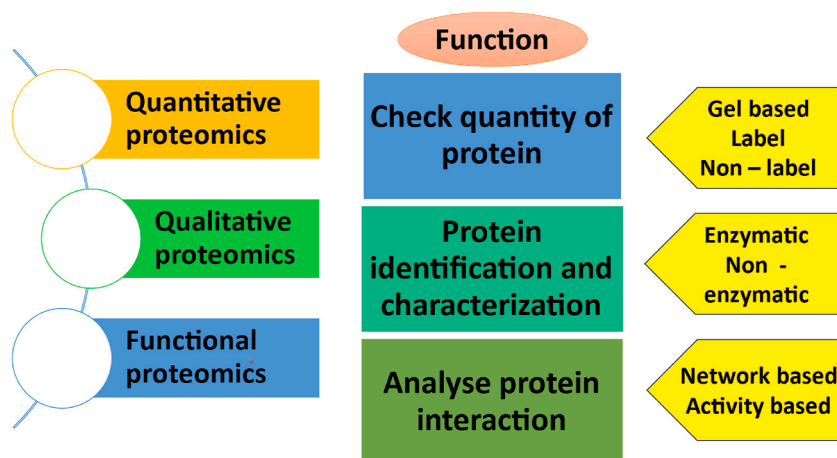 Function
Quantitative
proteomics
Check quantity of
protein
Gel based
Label
Non – label
Qualitative
proteomics
Protein
identification and
characterization
Enzymatic
Non -
enzymatic
Functional
proteomics
Analyse protein
interaction
Network based
Activity based